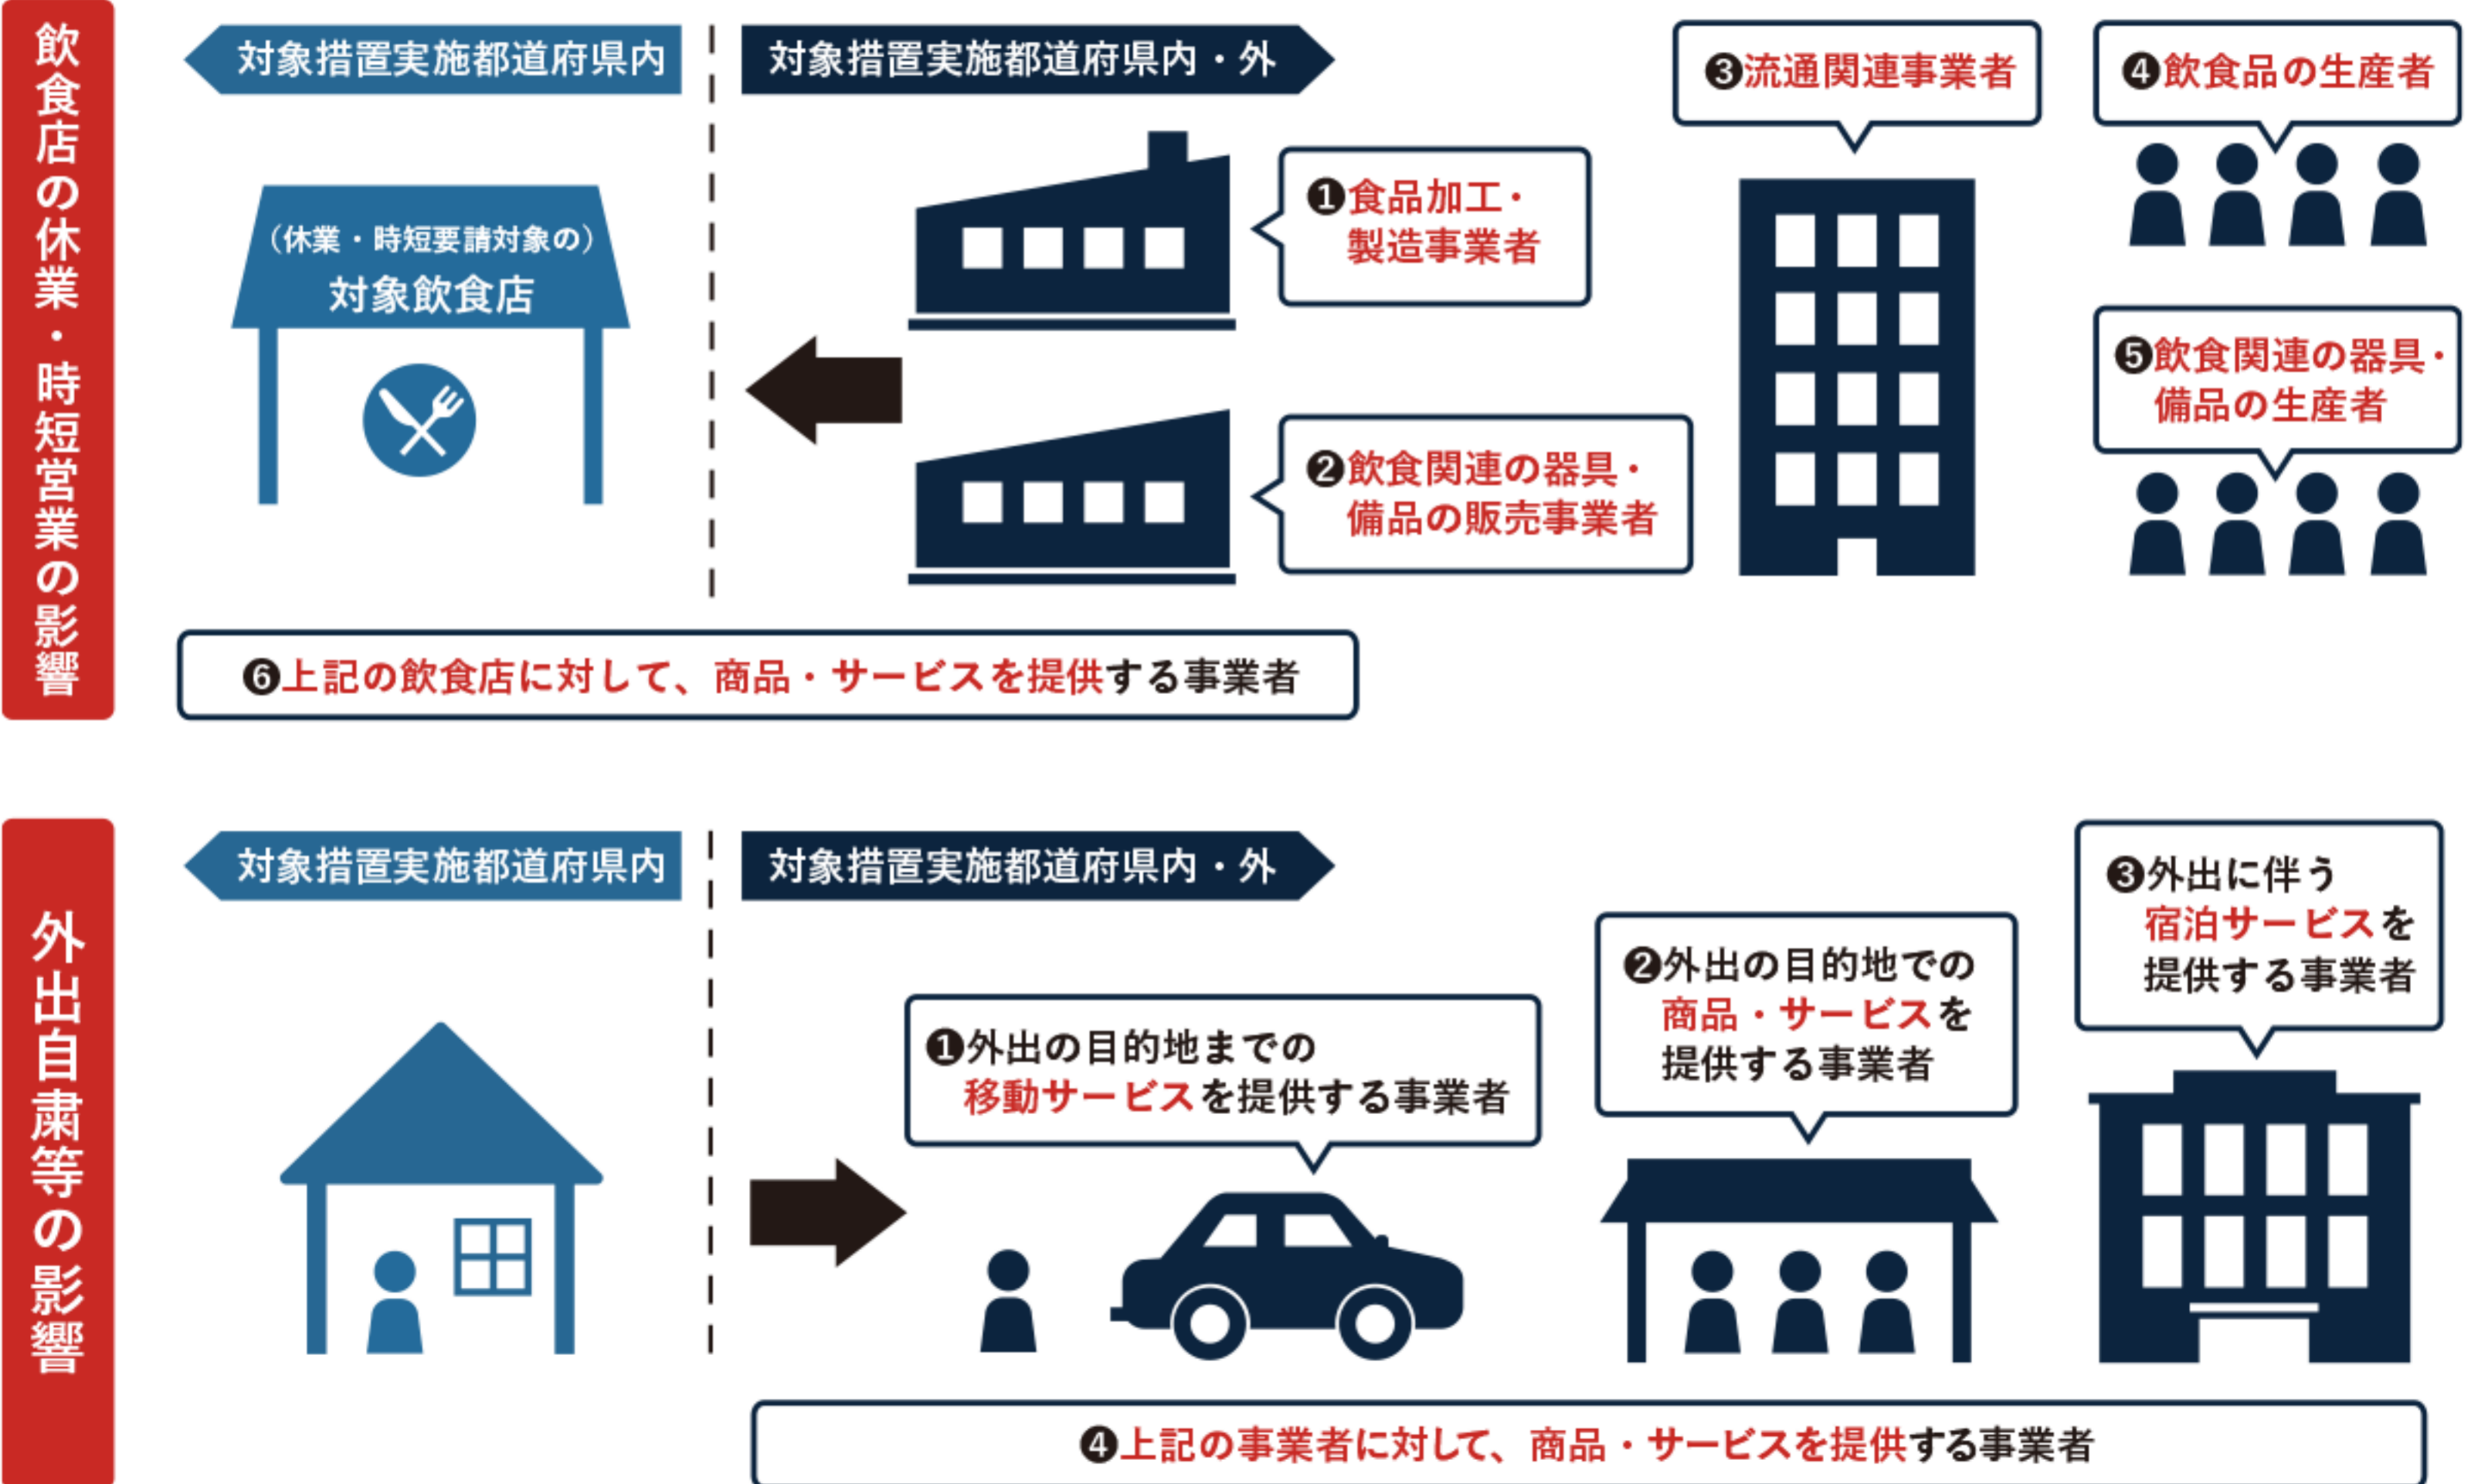 飲食店の休業・時短営業の影響
対象措置実施都道府県内
対象措置実施都道府県内・外
❸流通関連事業者
❹飲食品の生産者
(休業・時短要請対象の)
対象飲食店
❶食品加工・
製造事業者
❺飲食関連の器具・
備品の生産者
❷飲食関連の器具・
備品の販売事業者
❻上記の飲食店に対して、商品・サービスを提供する事業者
外出自粛等の影響
対象措置実施都道府県内
対象措置実施都道府県内・外
❶外出の目的地までの
移動サービスを提供する事業者
❷外出の目的地での
商品・サービスを
提供する事業者
❸外出に伴う
宿泊サービスを
提供する事業者
❹上記の事業者に対して、商品・サービスを提供する事業者